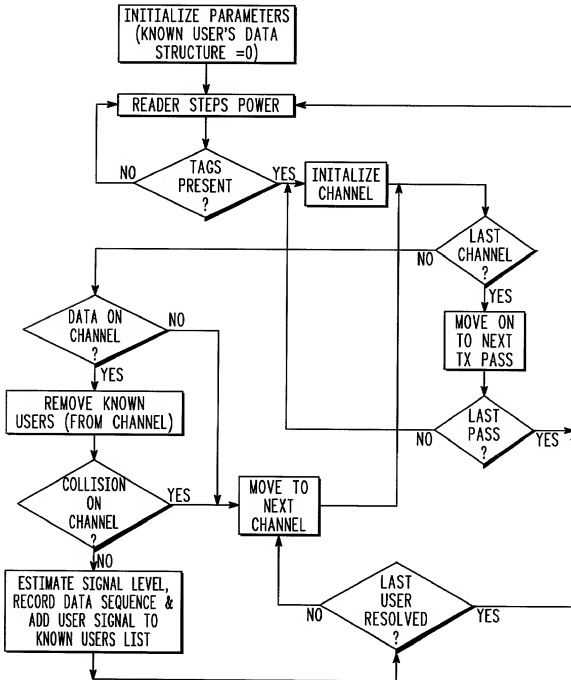 INITIALIZE PARAMETERS
(KNOWN USER'S DATA
STRUCTURE =0)
READER STEPS POWER
TAGS
PRESENT
?
NO
YES
INITALIZE
CHANNEL
LAST
CHANNEL
?
NO
YES
MOVE ON
TO NEXT
TX PASS
LAST
PASS
?
NO
YES
DATA ON
CHANNEL
?
NO
YES
REMOVE KNOWN
USERS (FROM CHANNEL)
COLLISION
ON
CHANNEL
?
YES
NO
MOVE TO
NEXT
CHANNEL
ESTIMATE SIGNAL LEVEL,
RECORD DATA SEQUENCE &
ADD USER SIGNAL TO
KNOWN USERS LIST
LAST
USER
RESOLVED
?
NO
YES